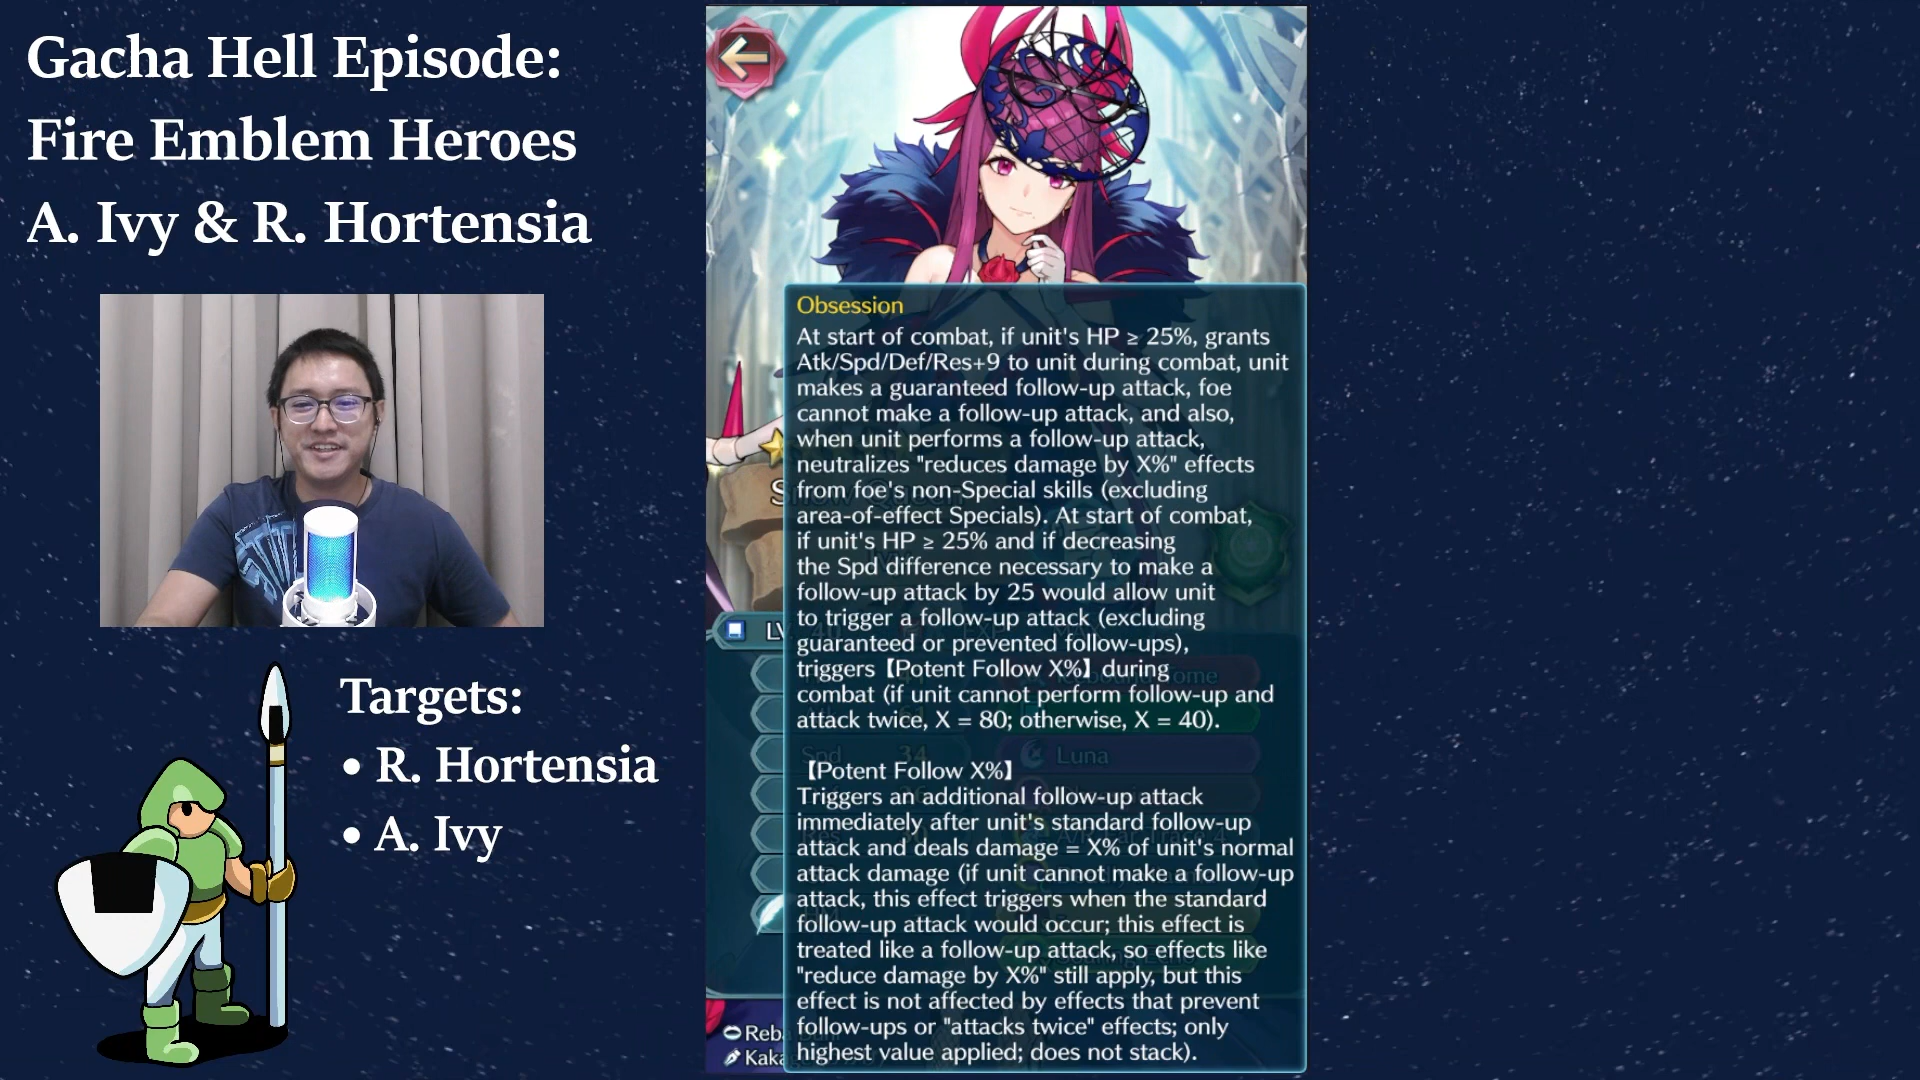 Gacha Hell Episode:
Fire Emblem Heroes
A. Ivy & R. Hortensia
Targets:
• R. Hortensia
• A. Ivy
Obsession
At start of combat, if unit's HP ≥ 25%, grants
Atk/Spd/Def/Res+9 to unit during combat, unit
makes a guaranteed follow-up attack, foe
cannot make a follow-up attack, and also,
when unit performs a follow-up attack,
neutralizes "reduces damage by X%" effects
from foe's non-Special skills (excluding
area-of-effect Specials). At start of combat,
if unit's HP ≥ 25% and if decreasing
the Spd difference necessary to make a
follow-up attack by 25 would allow unit
to trigger a follow-up attack (excluding
guaranteed or prevented follow-ups),
triggers【Potent Follow X%】during
combat (if unit cannot perform follow-up and
attack twice, X = 80; otherwise, X = 40).
【Potent Follow X%】
Triggers an additional follow-up attack
immediately after unit's standard follow-up
attack and deals damage = X% of unit's normal
attack damage (if unit cannot make a follow-up
attack, this effect triggers when the standard
follow-up attack would occur; this effect is
treated like a follow-up attack, so effects like
"reduce damage by X%" still apply, but this
effect is not affected by effects that prevent
follow-ups or "attacks twice" effects; only
highest value applied; does not stack).
Spd 34
Luna